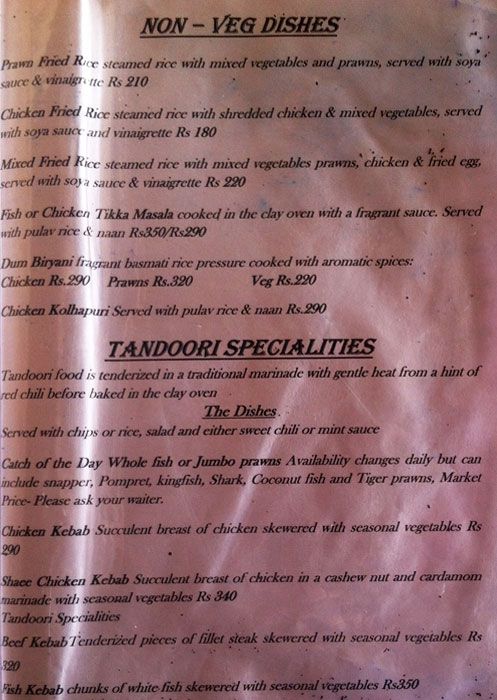 NON – VEG DISHES
Prawn Fried Rice steamed rice with mixed vegetables and prawns, served with soya
sauce & vinaigrette Rs 210
Chicken Fried Rice steamed rice with shredded chicken & mixed vegetables, served
with soya sauce and vinaigrette Rs 180
Mixed Fried Rice steamed rice with mixed vegetables prawns, chicken & fried egg,
served with soya sauce & vinaigrette Rs 220
Fish or Chicken Tikka Masala cooked in the clay oven with a fragrant sauce. Served
with pulav rice & naan Rs350/Rs290
Dum Biryani fragrant basmati rice pressure cooked with aromatic spices:
Chicken Rs.290 Prawns Rs.320 Veg Rs.220
Chicken Kolhapuri Served with pulav rice & naan Rs.290
TANDOORI SPECIALITIES
Tandoori food is tenderized in a traditional marinade with gentle heat from a hint of
red chili before baked in the clay oven
The Dishes
Served with chips or rice, salad and either sweet chili or mint sauce
Catch of the Day Whole fish or Jumbo prawns Availability changes daily but can
include snapper, Pompret, kingfish, Shark, Coconut fish and Tiger prawns, Market
Price- Please ask your waiter.
Chicken Kebab Succulent breast of chicken skewered with seasonal vegetables Rs
290
Shaee Chicken Kebab Succulent breast of chicken in a cashew nut and cardamom
marinade with seasonal vegetables Rs 340
Tandoori Specialities
Beef Kebab Tenderized pieces of fillet steak skewered with seasonal vegetables Rs
320
Fish Kebab chunks of white fish skewered with seasonal vegetables Rs350